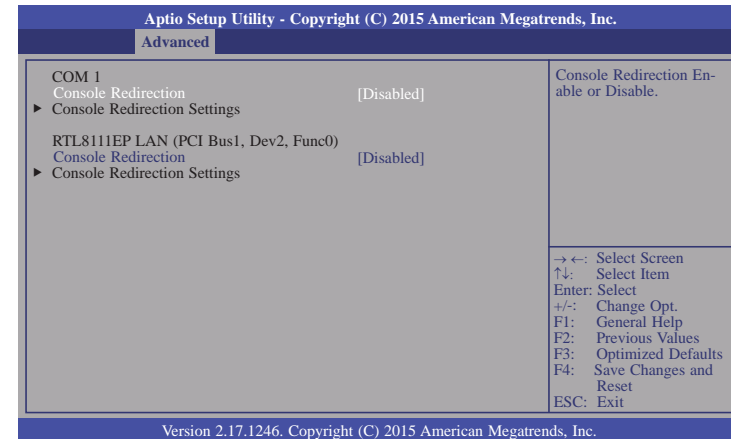 Aptio Setup Utility - Copyright (C) 2015 American Megatrends, Inc.
Advanced
COM 1
Console Redirection [Disabled]
► Console Redirection Settings
RTL8111EP LAN (PCI Bus1, Dev2, Func0)
Console Redirection [Disabled]
► Console Redirection Settings
Console Redirection En-
able or Disable.
→←: Select Screen
↑↓: Select Item
Enter: Select
+/-: Change Opt.
F1: General Help
F2: Previous Values
F3: Optimized Defaults
F4: Save Changes and
Reset
ESC: Exit
Version 2.17.1246. Copyright (C) 2015 American Megatrends, Inc.